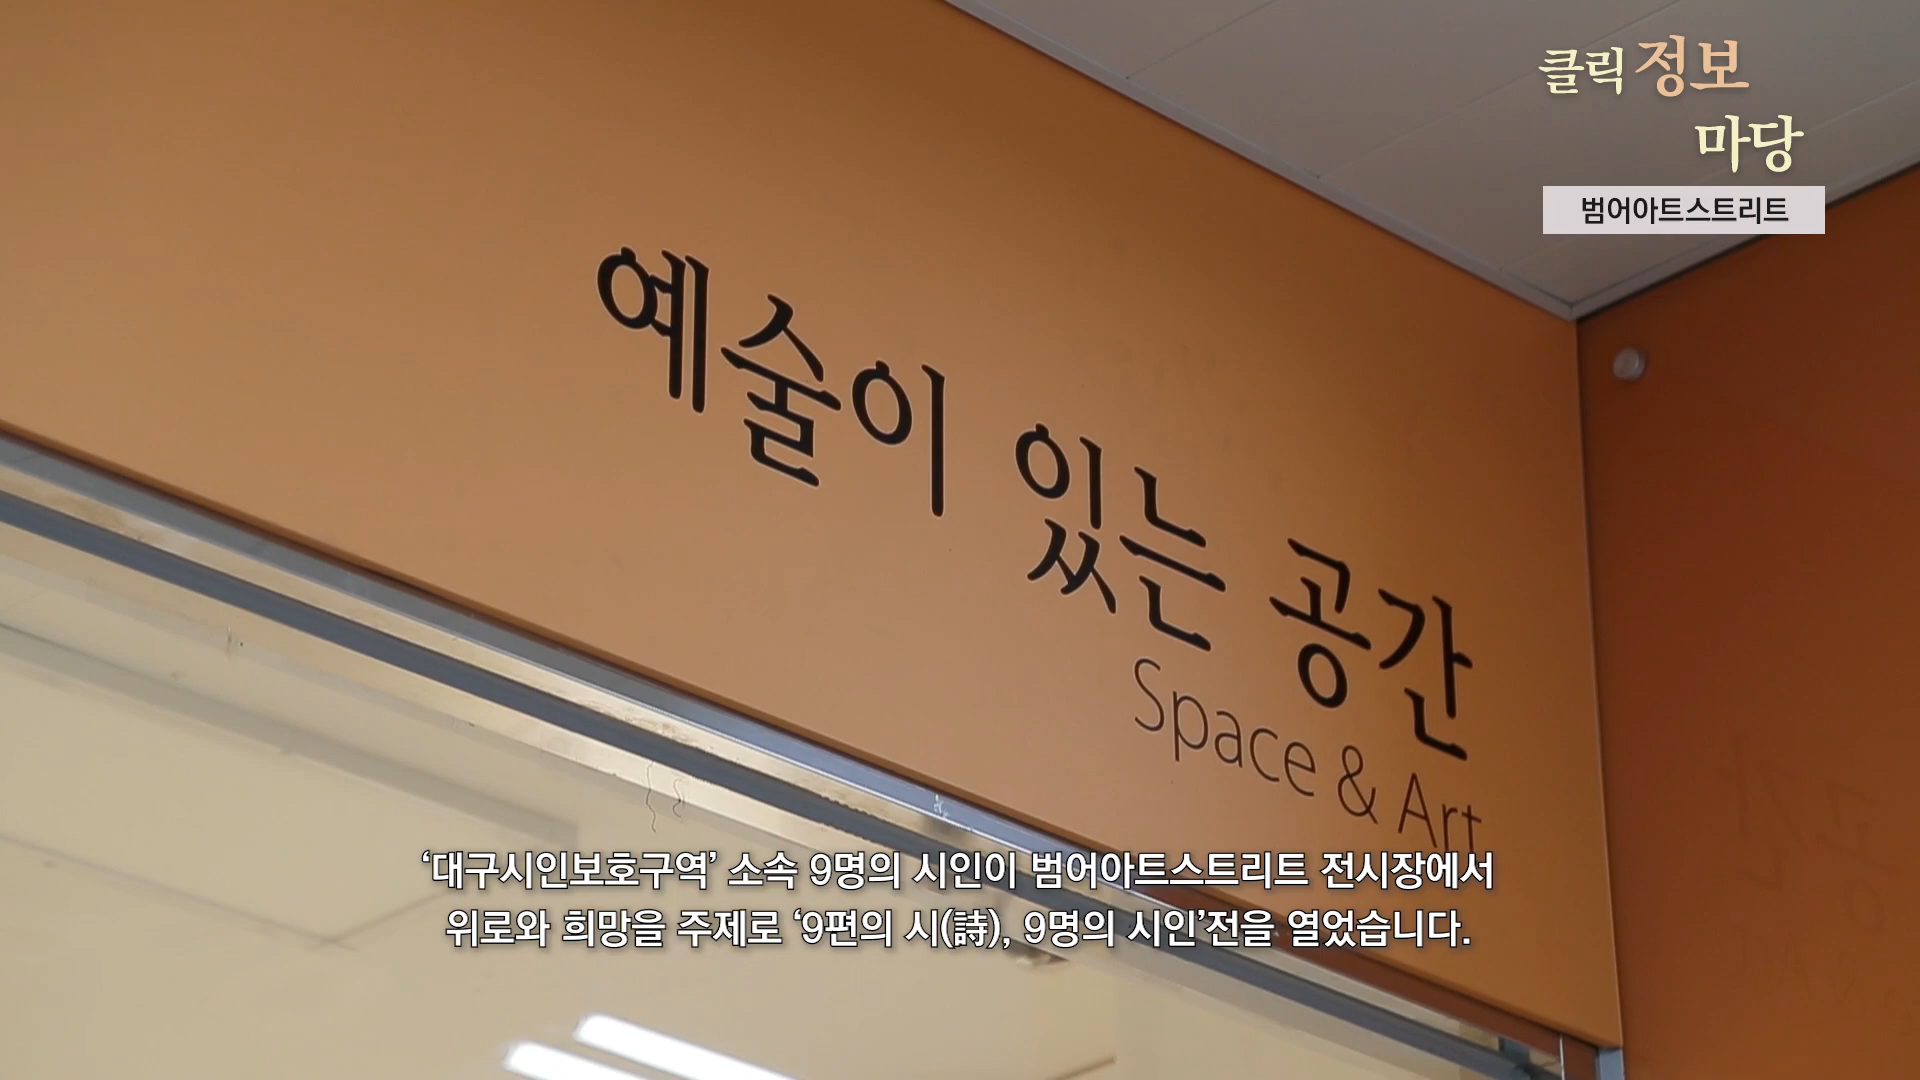 클릭 정보
마당
범어아트스트리트
예술이 있는 공간
Space & Art
‘대구시인보호구역’ 소속 9명의 시인이 범어아트스트리트 전시장에서
위로와 희망을 주제로 ‘9편의 시(詩), 9명의 시인’전을 열었습니다.